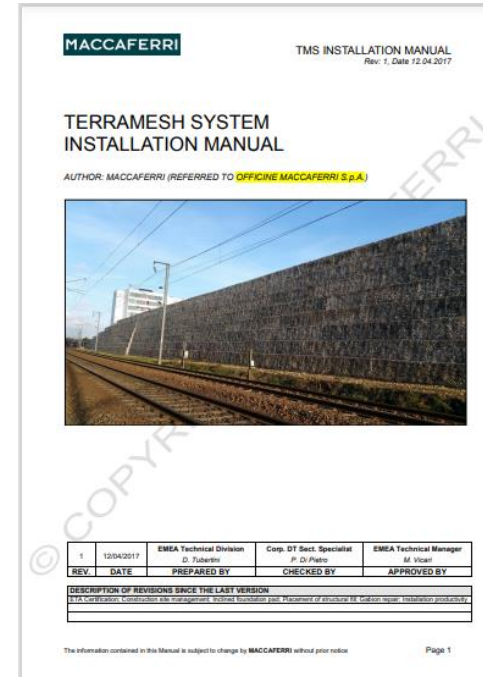 MACCAFERRI
TMS INSTALLATION MANUAL
Rev: 1, Date 12.04.2017
TERRAMESH SYSTEM
INSTALLATION MANUAL
AUTHOR: MACCAFERRI (REFERRED TO OFFICINE MACCAFERRI S.p.A.)
© COPYRI
FERRI
1 12/04/2017 EMEA Technical Division Corp. DT Sect. Specialist EMEA Technical Manager
D. Tubertini P. Di Pietro M. Vicari
REV. DATE PREPARED BY CHECKED BY APPROVED BY
DESCRIPTION OF REVISIONS SINCE THE LAST VERSION
ETA Certification; Construction site management; Inclined foundation pad; Placement of structural fill; Gabion repair; Installation productivity
The information contained in this Manual is subject to change by MACCAFERRI without prior notice
Page 1